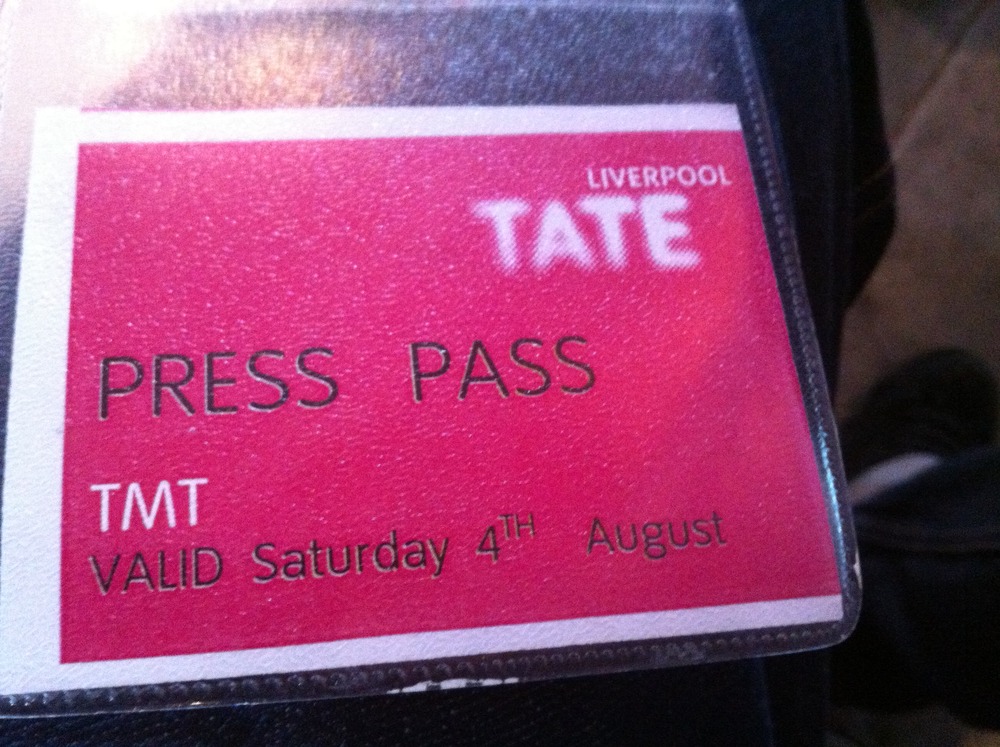 LIVERPOOL
TATE
PRESS PASS
TMT
VALID Saturday 4TH August